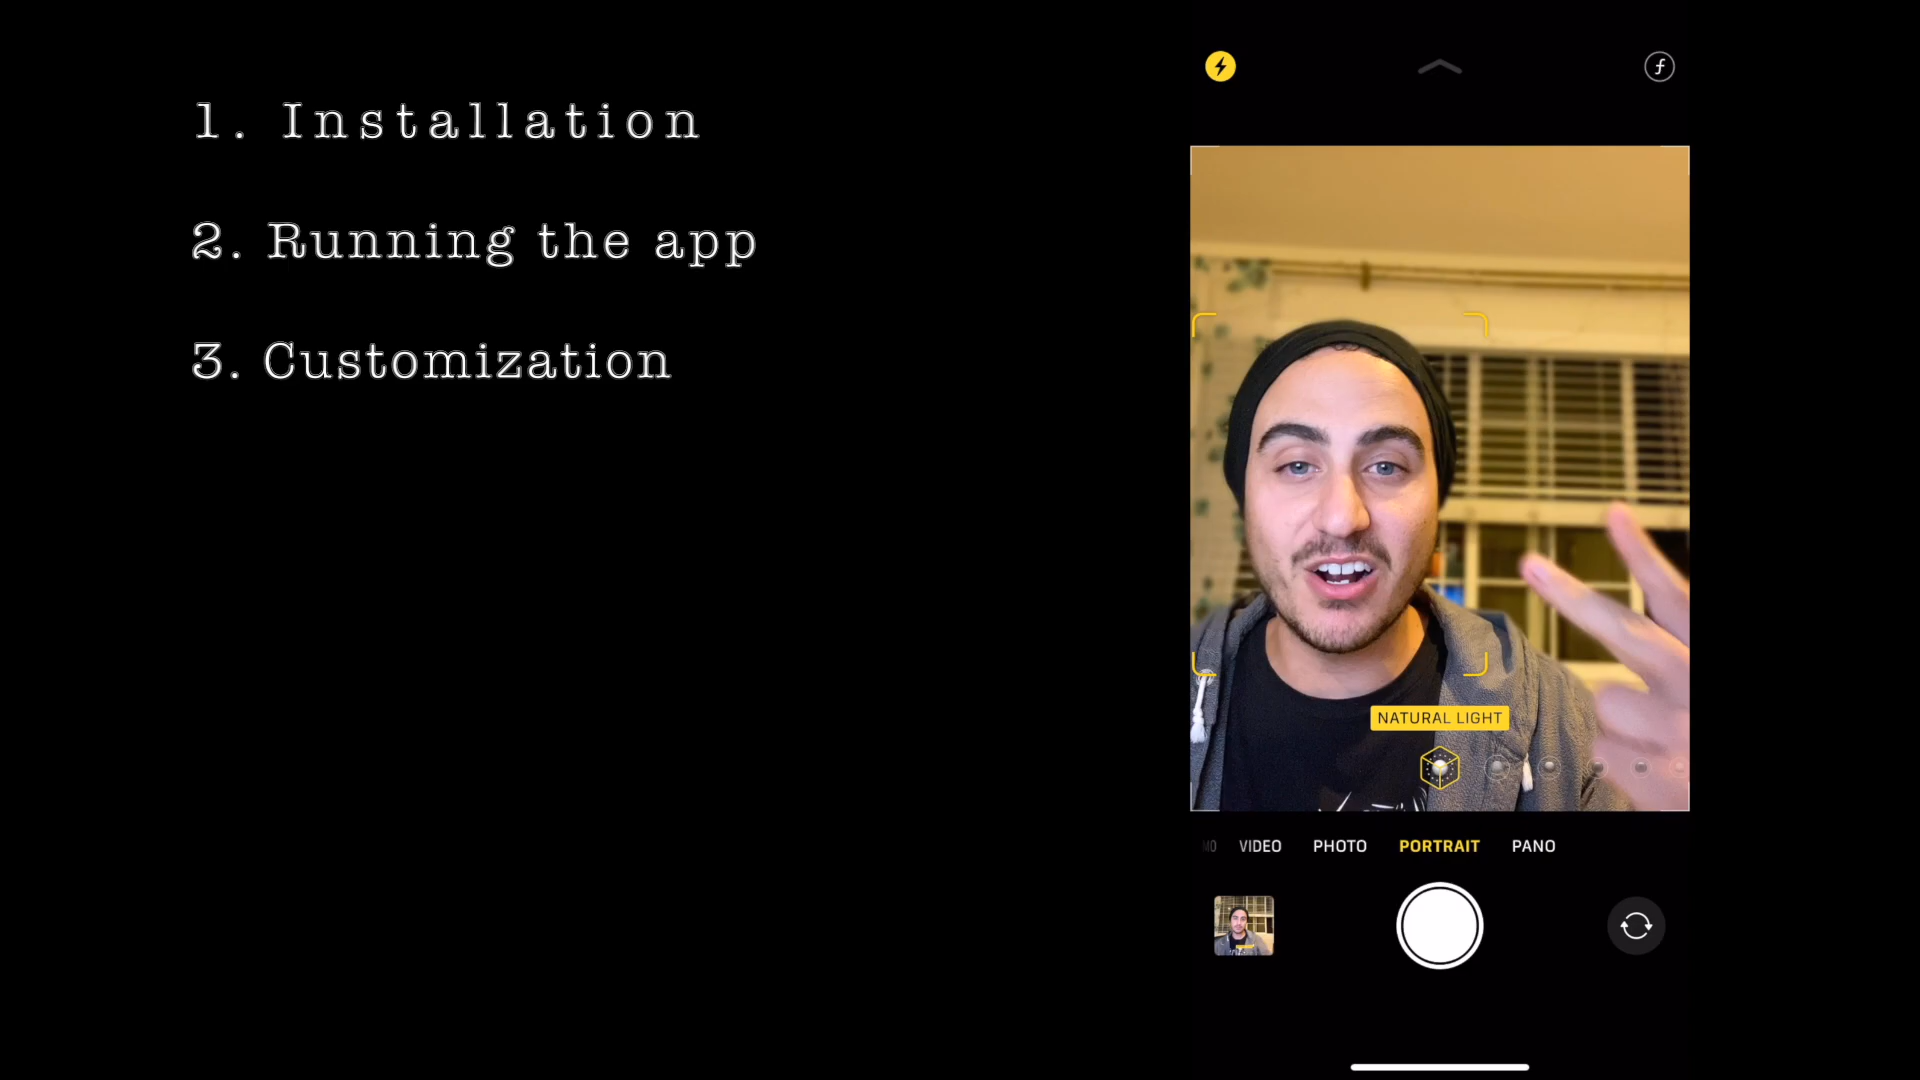 1. Installation
2. Running the app
3. Customization
NATURAL LIGHT
VIDEO PHOTO PORTRAIT PANO